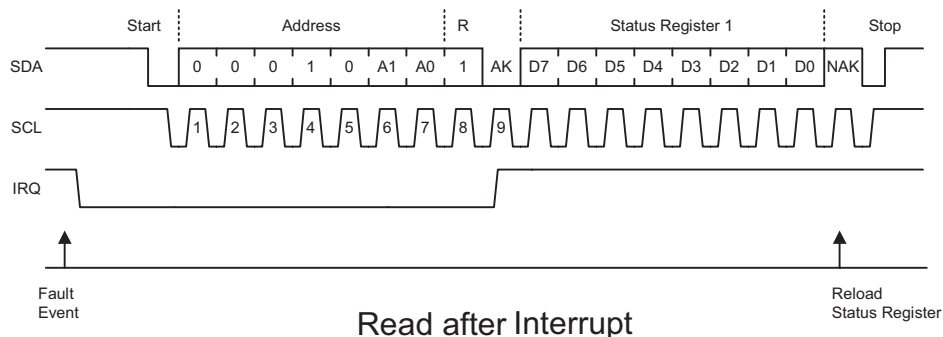 Start Address R Status Register 1 Stop
SDA 0 0 0 1 0 A1 A0 1 AK D7 D6 D5 D4 D3 D2 D1 D0 NAK
SCL 1 2 3 4 5 6 7 8 9
IRQ
Fault
Event
Reload
Status Register
Read after Interrupt